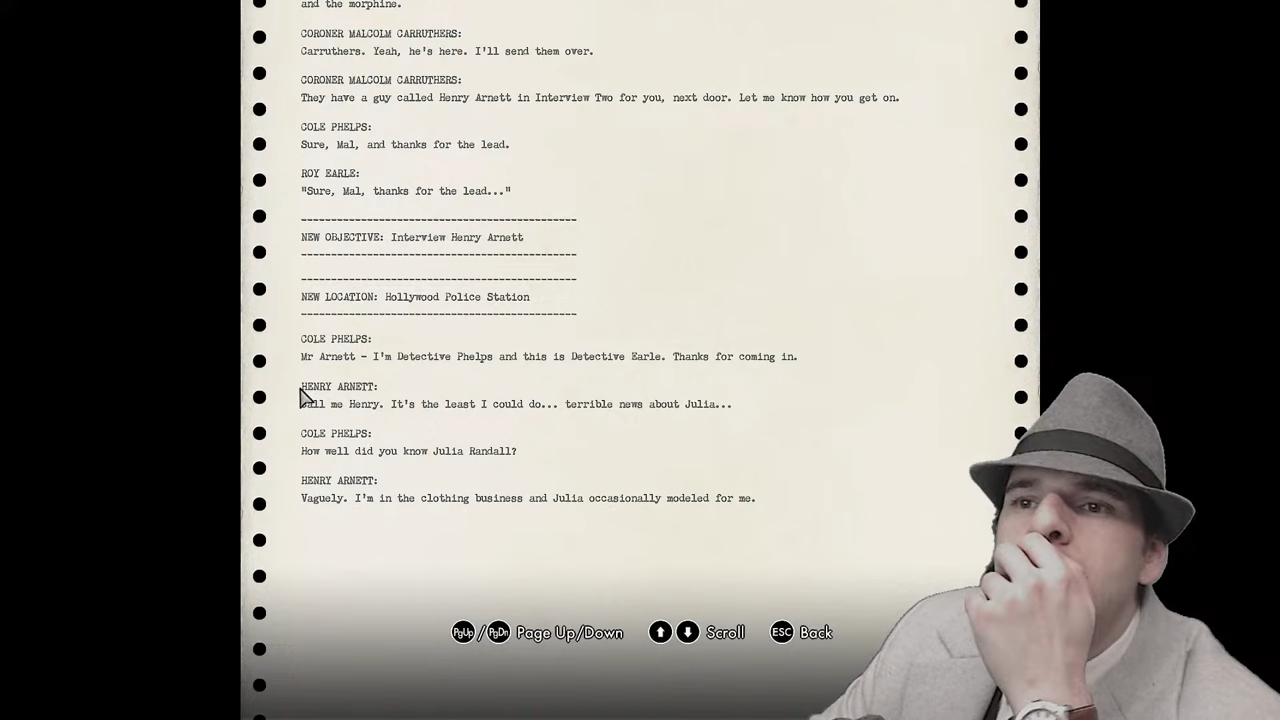 and the morphine.
CORONER MALCOLM CARRUTHERS:
Carruthers. Yeah, he's here. I'll send them over.
CORONER MALCOLM CARRUTHERS:
They have a guy called Henry Arnett in Interview Two for you, next door. Let me know how you get on.
COLE PHELPS:
Sure, Mal, and thanks for the lead.
ROY EARLE:
"Sure, Mal, thanks for the lead..."
----------------------------------------------
NEW OBJECTIVE: Interview Henry Arnett
----------------------------------------------
----------------------------------------------
NEW LOCATION: Hollywood Police Station
----------------------------------------------
COLE PHELPS:
Mr Arnett - I'm Detective Phelps and this is Detective Earle. Thanks for coming in.
HENRY ARNETT:
Call me Henry. It's the least I could do... terrible news about Julia...
COLE PHELPS:
How well did you know Julia Randall?
HENRY ARNETT:
Vaguely. I'm in the clothing business and Julia occasionally modeled for me.
PgUp / PgDn Page Up/Down Scroll ESC Back